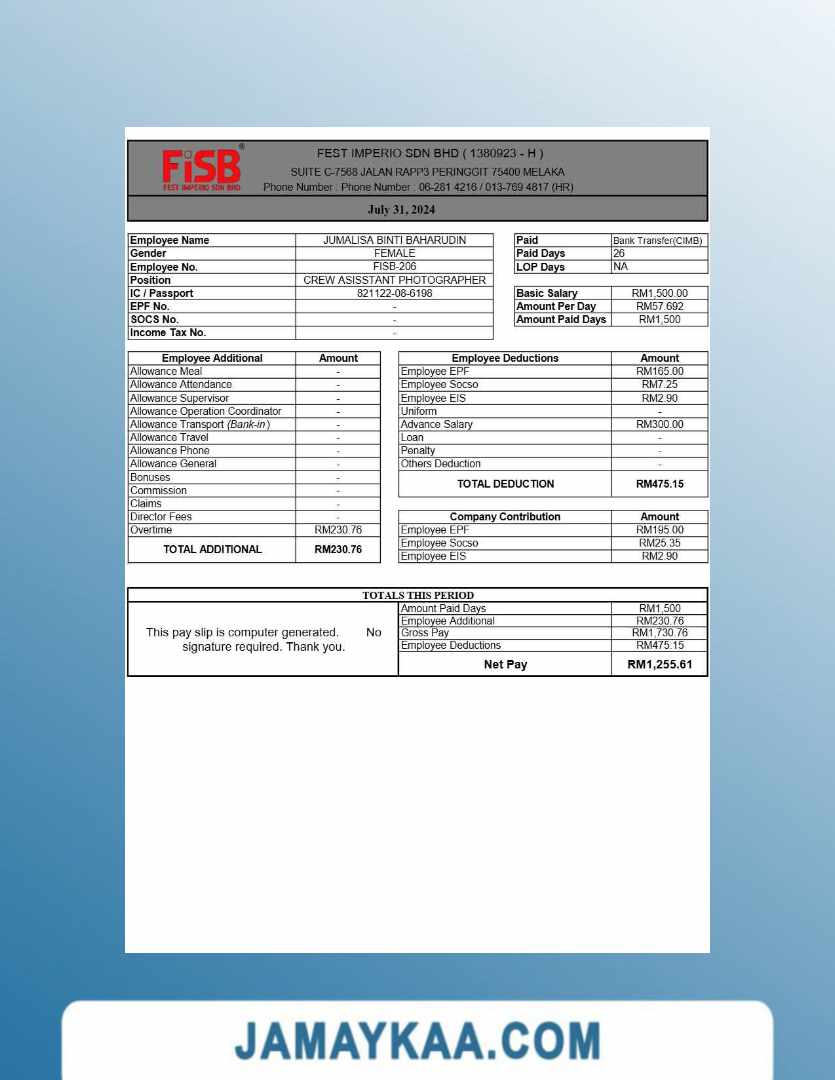 FiSB®
FEST IMPERIO SDN BHD
FEST IMPERIO SDN BHD ( 1380923 - H )
SUITE C-7568 JALAN RAPP3 PERINGGIT 75400 MELAKA
Phone Number : Phone Number : 06-281 4216 / 013-769 4817 (HR)
July 31, 2024
Employee Name JUMALISA BINTI BAHARUDIN
Gender FEMALE
Employee No. FISB-206
Position CREW ASISSTANT PHOTOGRAPHER
IC / Passport 821122-08-6198
EPF No. -
SOCS No. -
Income Tax No. -
Paid Bank Transfer(CIMB)
Paid Days 26
LOP Days NA
Basic Salary RM1,500.00
Amount Per Day RM57.692
Amount Paid Days RM1,500
Employee Additional Amount
Allowance Meal -
Allowance Attendance -
Allowance Supervisor -
Allowance Operation Coordinator -
Allowance Transport (Bank-in) -
Allowance Travel -
Allowance Phone -
Allowance General -
Bonuses -
Commission -
Claims -
Director Fees -
Overtime RM230.76
TOTAL ADDITIONAL RM230.76
Employee Deductions Amount
Employee EPF RM165.00
Employee Socso RM7.25
Employee EIS RM2.90
Uniform -
Advance Salary RM300.00
Loan -
Penalty -
Others Deduction -
TOTAL DEDUCTION RM475.15
Company Contribution Amount
Employee EPF RM195.00
Employee Socso RM25.35
Employee EIS RM2.90
TOTALS THIS PERIOD
This pay slip is computer generated. No
signature required. Thank you.
Amount Paid Days RM1,500
Employee Additional RM230.76
Gross Pay RM1,730.76
Employee Deductions RM475.15
Net Pay RM1,255.61
JAMAYKAA.COM